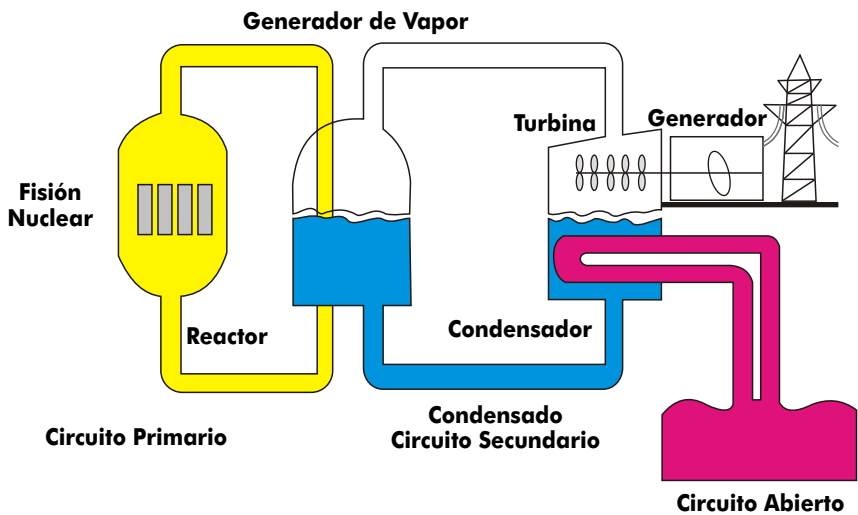 Generador de Vapor
Turbina
Generador
Fisión
Nuclear
Reactor
Condensador
Circuito Primario
Condensado
Circuito Secundario
Circuito Abierto